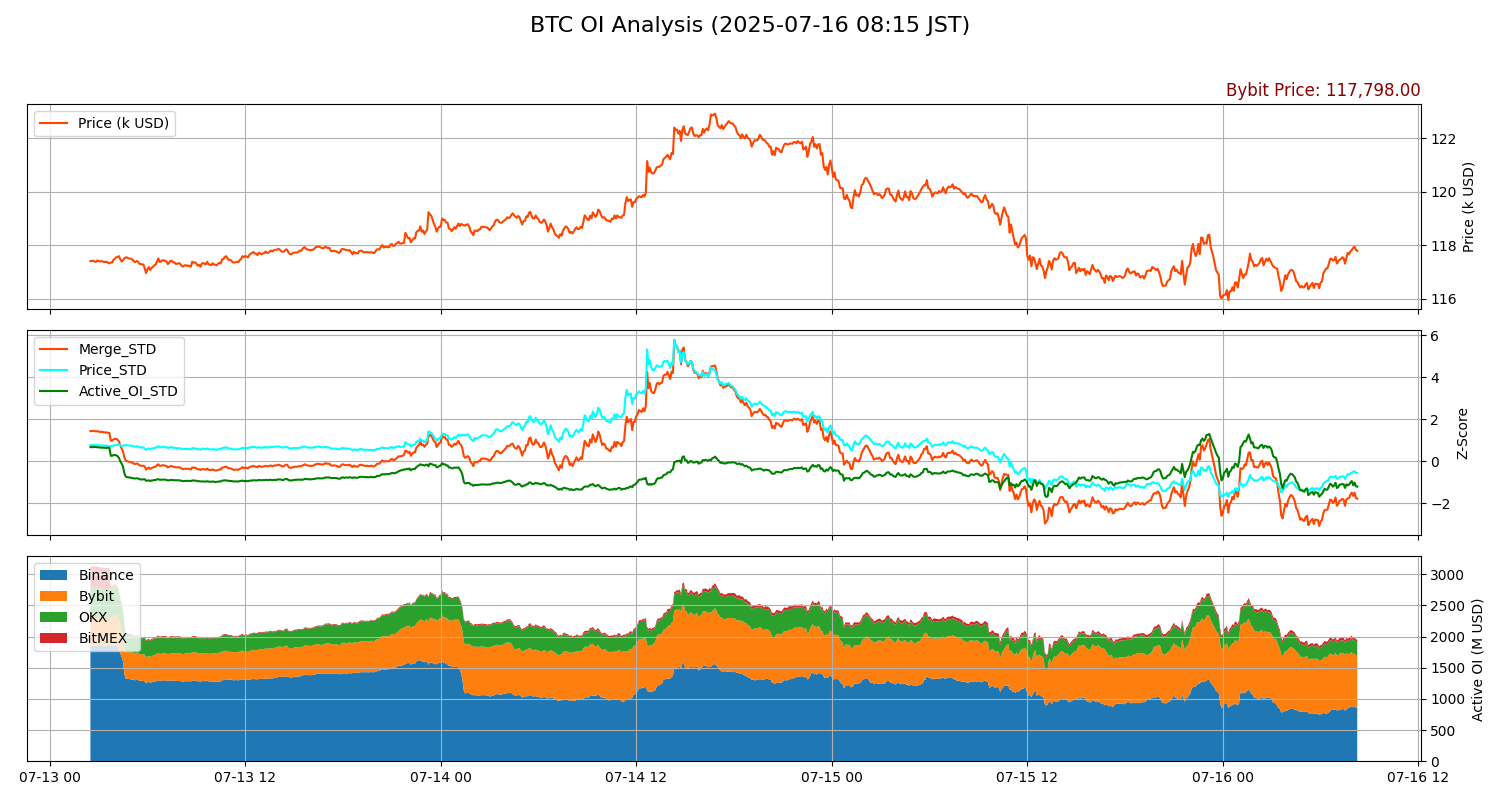 BTC OI Analysis (2025-07-16 08:15 JST)
Bybit Price: 117,798.00
Price (k USD)
122
120
118
116
Price (k USD)
Merge_STD
Price_STD
Active_OI_STD
6
4
2
0
−2
Z-Score
Binance
Bybit
OKX
BitMEX
3000
2500
2000
1500
1000
500
0
Active OI (M USD)
07-13 00
07-13 12
07-14 00
07-14 12
07-15 00
07-15 12
07-16 00
07-16 12